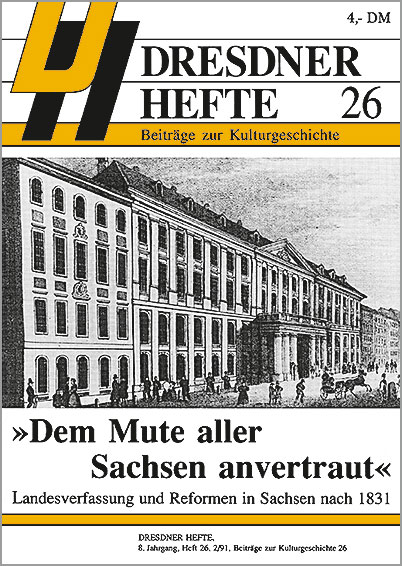 4,- DM
DRESDNER
HEFTE 26
Beiträge zur Kulturgeschichte
»Dem Mute aller
Sachsen anvertraut«
Landesverfassung und Reformen in Sachsen nach 1831
DRESDNER HEFTE.
8. Jahrgang, Heft 26, 2/91, Beiträge zur Kulturgeschichte 26